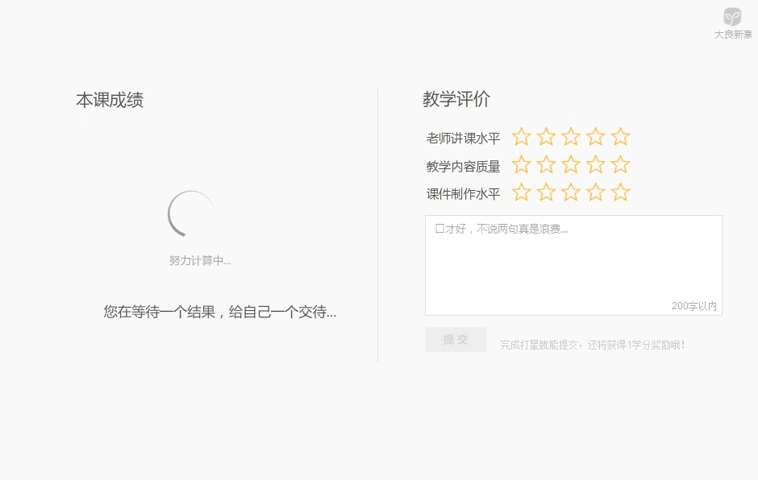 大良新寨
本课成绩
努力计算中...
您在等待一个结果，给自己一个交待...
教学评价
老师讲课水平
教学内容质量
课件制作水平
口才好，不说两句真是浪费...
200字以内
提 交
完成打星就能提交，还将获得1学分奖励哦！